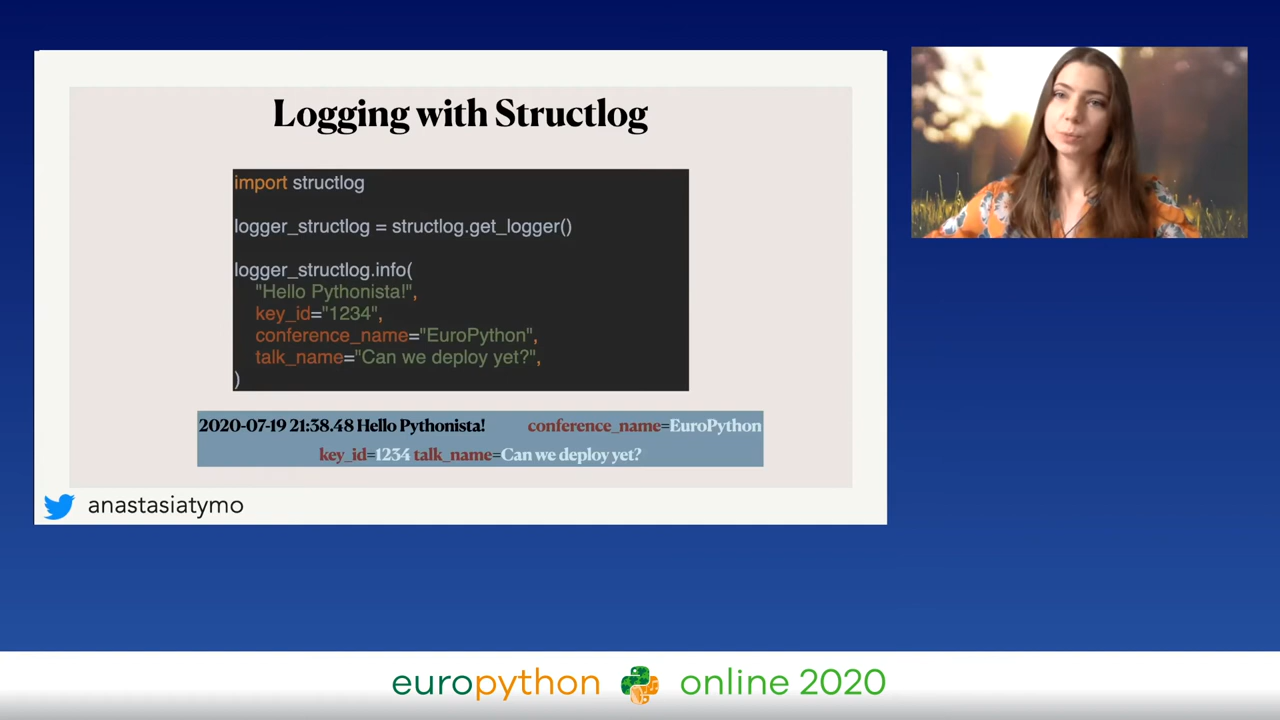 Logging with Structlog
import structlog
logger_structlog = structlog.get_logger()
logger_structlog.info(
"Hello Pythonista!",
key_id="1234",
conference_name="EuroPython",
talk_name="Can we deploy yet?",
)
2020-07-19 21:38.48 Hello Pythonista! conference_name=EuroPython
key_id=1234 talk_name=Can we deploy yet?
anastasiatymo
europython online 2020